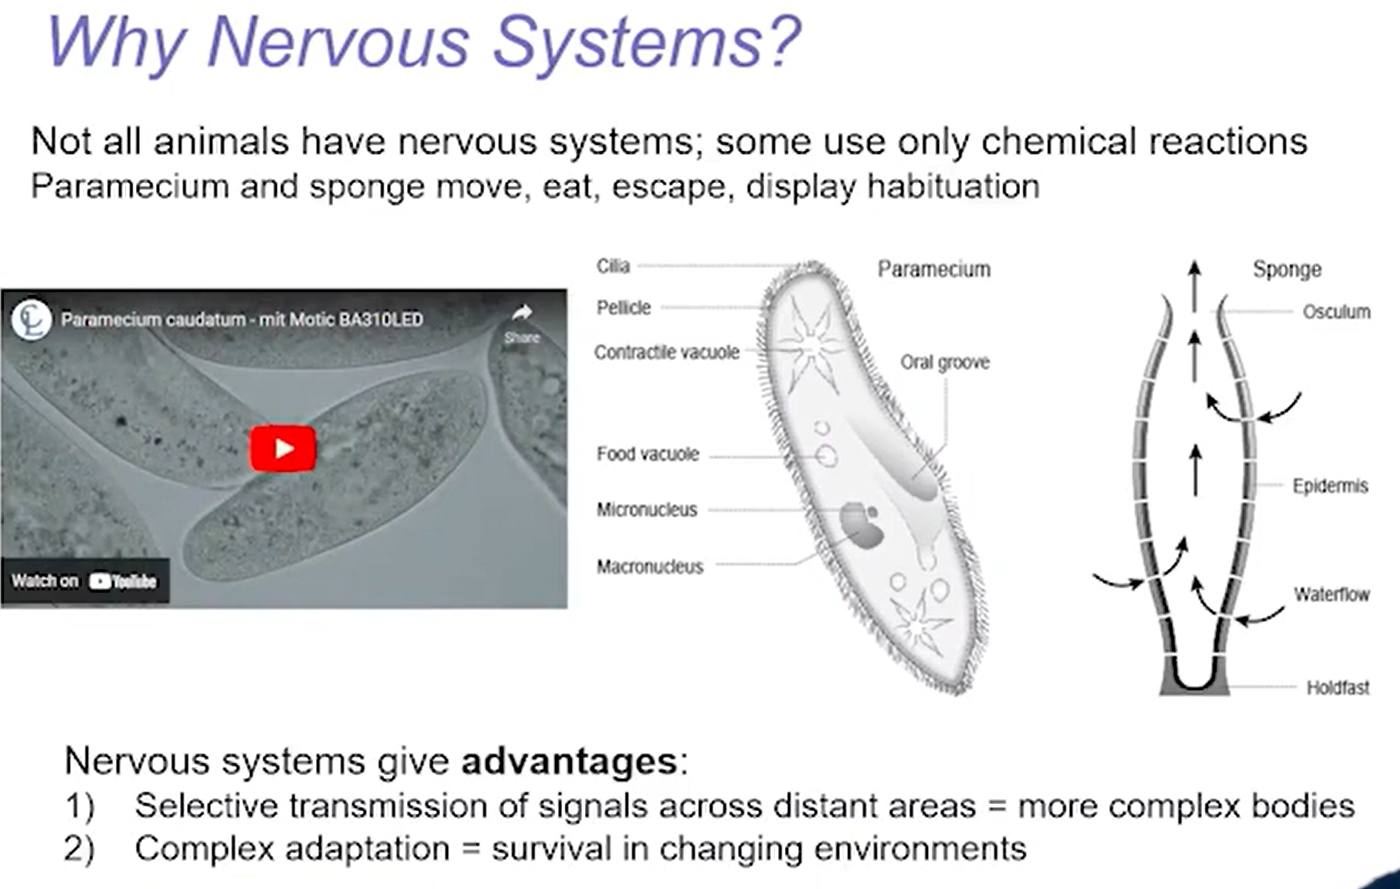 Why Nervous Systems?
Not all animals have nervous systems; some use only chemical reactions
Paramecium and sponge move, eat, escape, display habituation
Paramecium caudatum - mit Motic BA310LED
Share
Watch on YouTube
Cilia
Pellicle
Contractile vacuole
Food vacuole
Micronucleus
Macronucleus
Paramecium
Oral groove
Sponge
Osculum
Epidermis
Waterflow
Holdfast
Nervous systems give advantages:
1) Selective transmission of signals across distant areas = more complex bodies
2) Complex adaptation = survival in changing environments